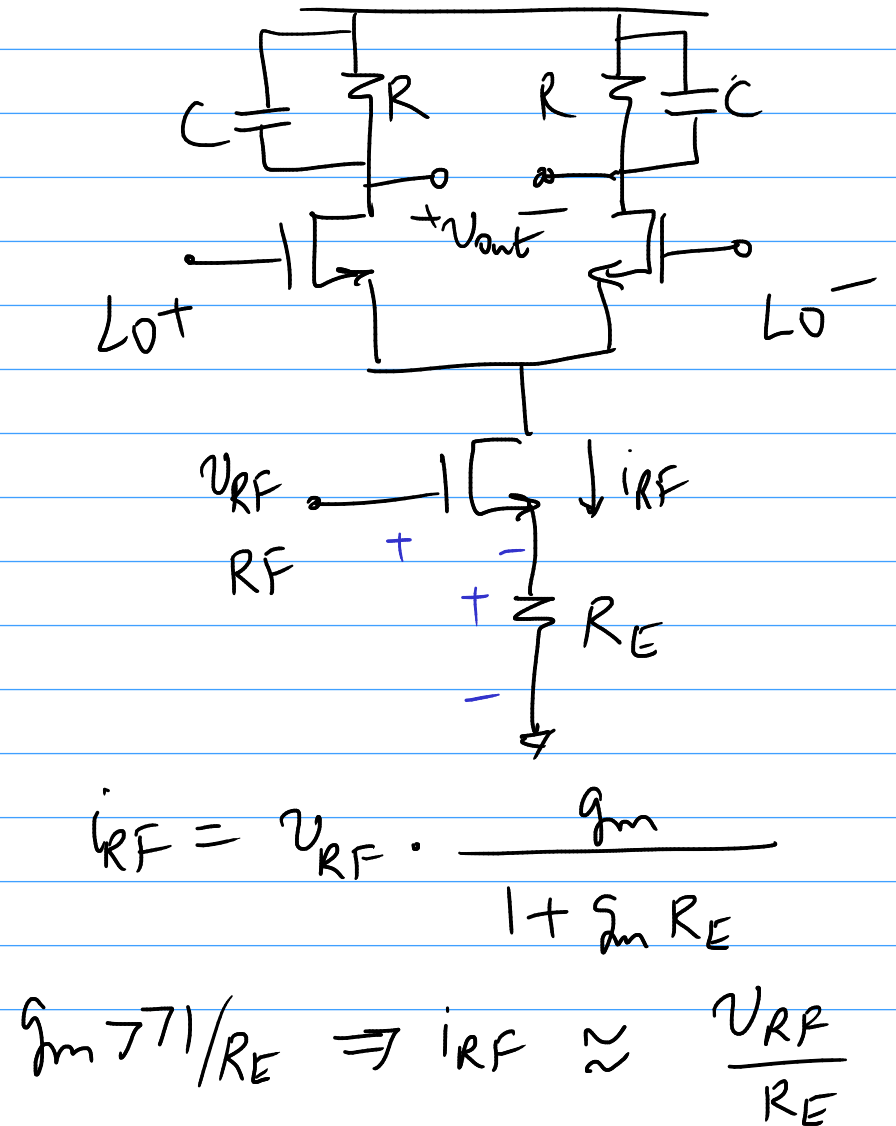 C R R C
+ Vout −
LO+ LO−
vRF iRF
RF
+ −
+
RE
−
iRF = vRF · gm / (1 + gm RE)
gm >> 1/RE ⇒ iRF ≈ vRF / RE